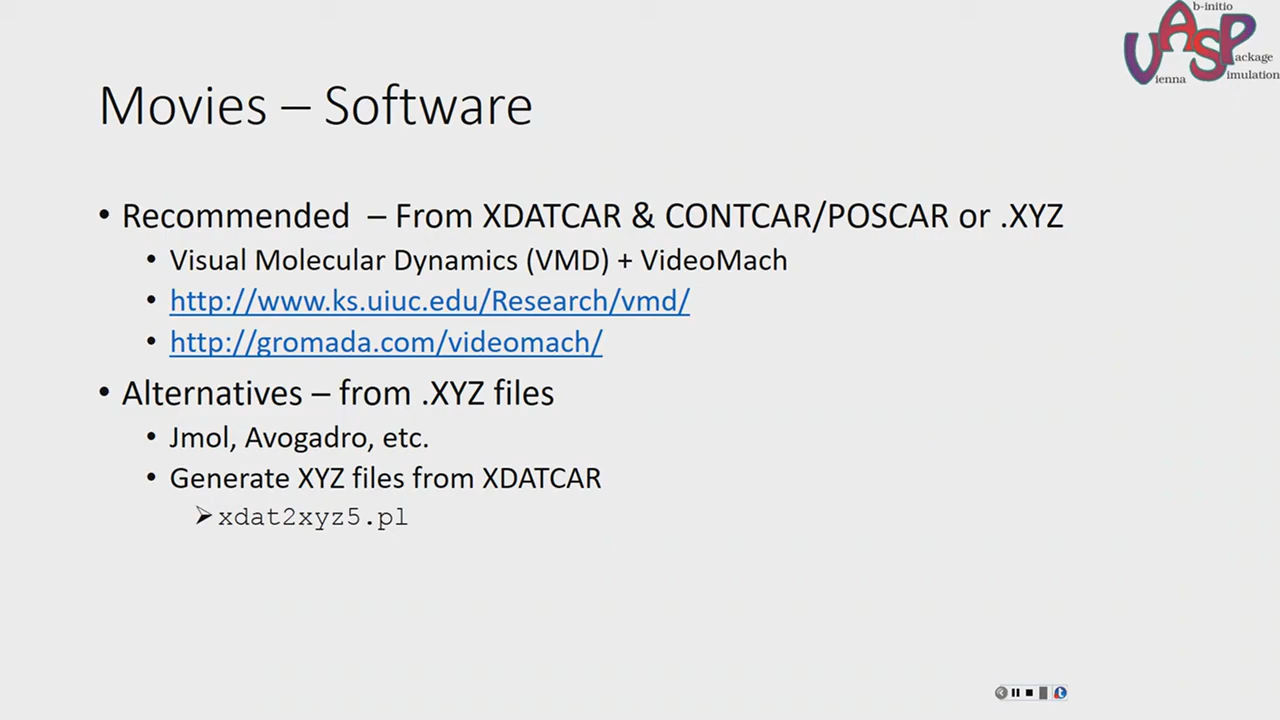 b-initio
VASP
ackage
ienna
imulation
Movies – Software
• Recommended – From XDATCAR & CONTCAR/POSCAR or .XYZ
• Visual Molecular Dynamics (VMD) + VideoMach
• http://www.ks.uiuc.edu/Research/vmd/
• http://gromada.com/videomach/
• Alternatives – from .XYZ files
• Jmol, Avogadro, etc.
• Generate XYZ files from XDATCAR
➢ xdat2xyz5.pl